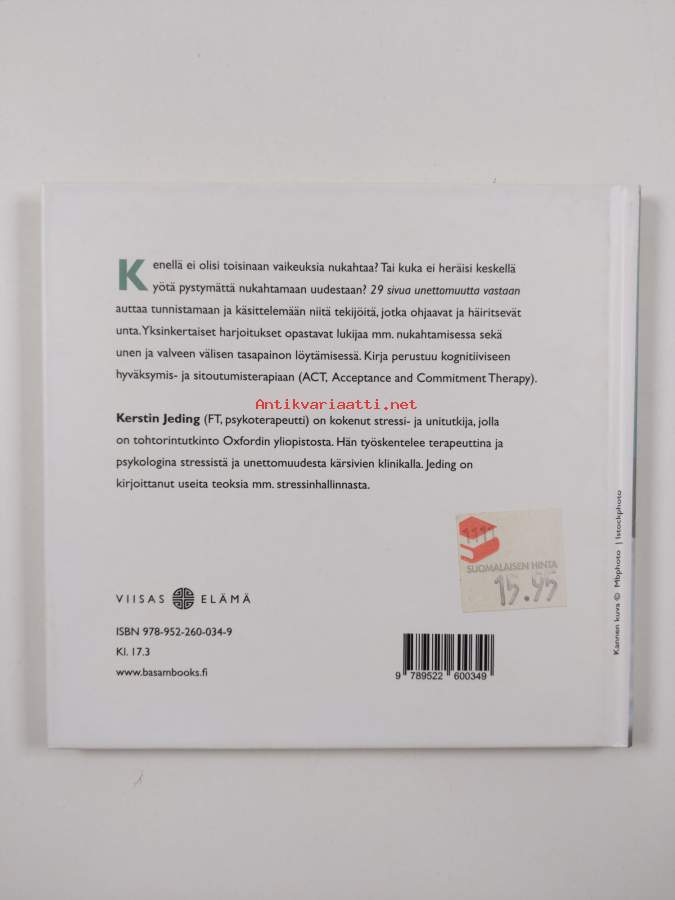 Kenellä ei olisi toisinaan vaikeuksia nukahtaa? Tai kuka ei heräisi keskellä
yötä pystymättä nukahtamaan uudestaan? 29 sivua unettomuutta vastaan
auttaa tunnistamaan ja käsittelemään niitä tekijöitä, jotka ohjaavat ja häiritsevät
unta. Yksinkertaiset harjoitukset opastavat lukijaa mm. nukahtamisessa sekä
unen ja valveen välisen tasapainon löytämisessä. Kirja perustuu kognitiiviseen
hyväksymis- ja sitoutumisterapiaan (ACT, Acceptance and Commitment Therapy).
Antikvariaatti.net
Kerstin Jeding (FT, psykoterapeutti) on kokenut stressi- ja unitutkija, jolla
on tohtorintutkinto Oxfordin yliopistosta. Hän työskentelee terapeuttina ja
psykologina stressistä ja unettomuudesta kärsivien klinikalla. Jeding on
kirjoittanut useita teoksia mm. stressinhallinnasta.
SUOMALAISEN HINTA
15.95
VIISAS ELÄMÄ
ISBN 978-952-260-034-9
Kl. 17.3
www.basambooks.fi
9 789522 600349
Kannen kuva © Mbphoto | Istockphoto